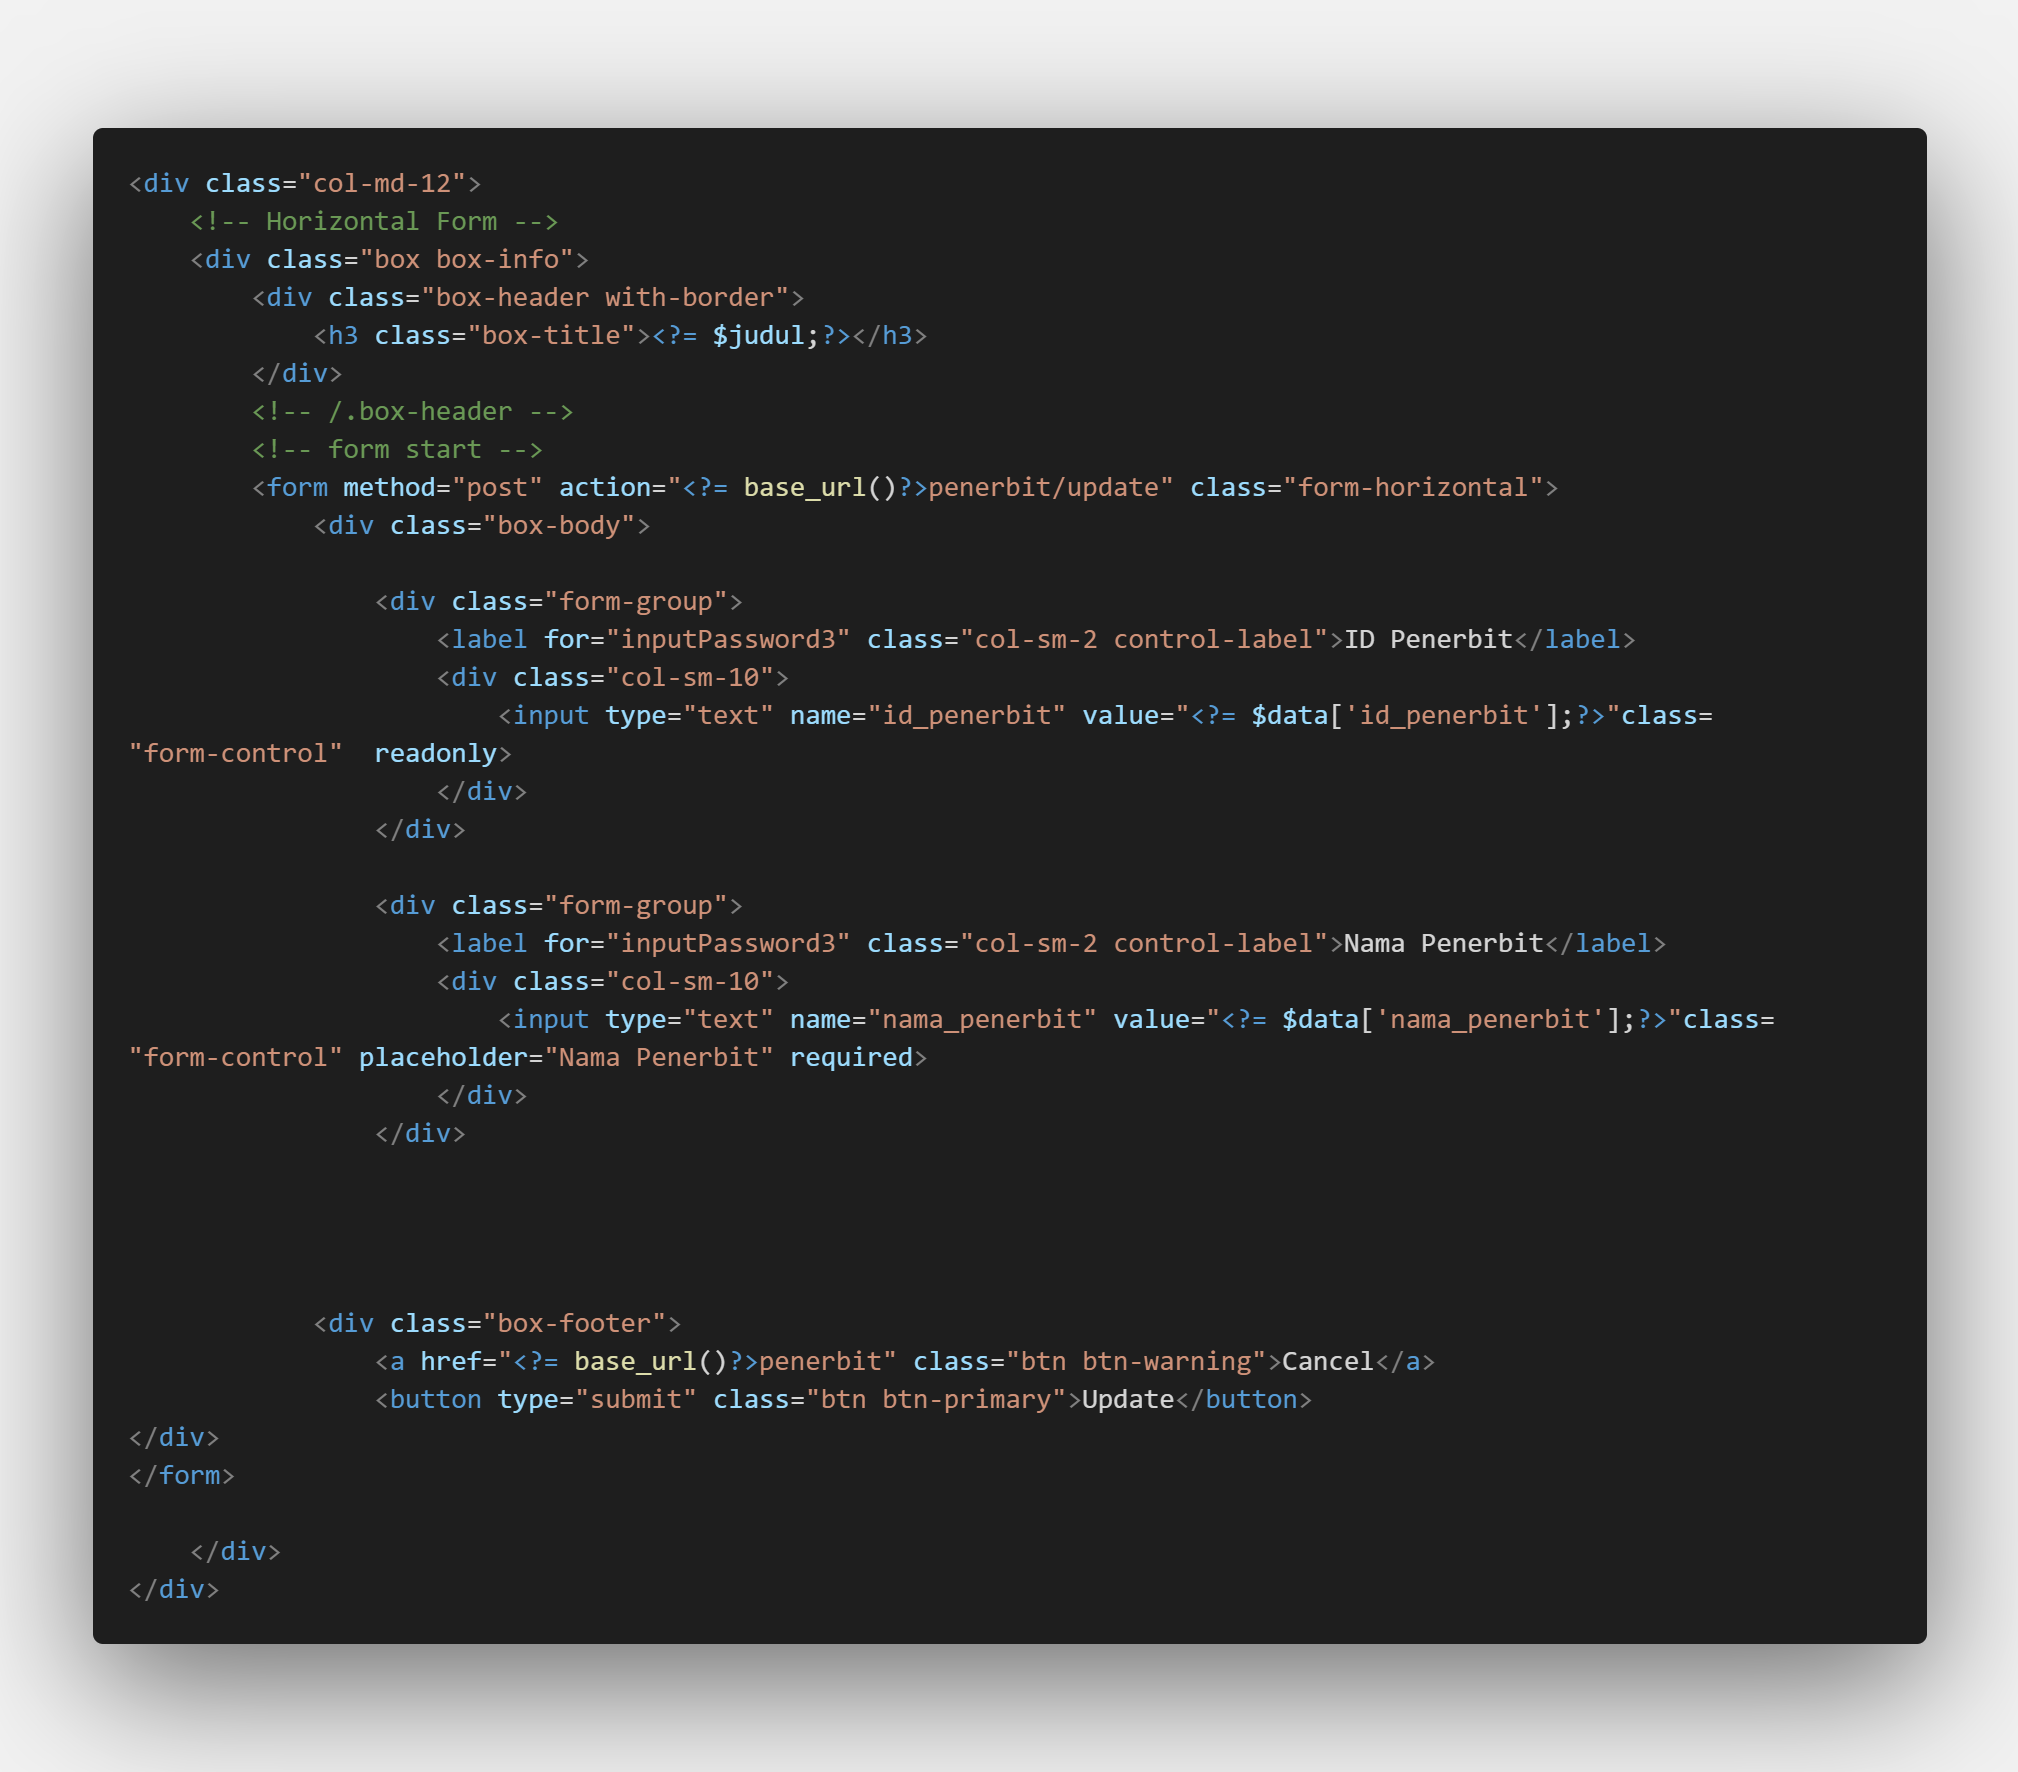 <div class="col-md-12">
    <!-- Horizontal Form -->
    <div class="box box-info">
        <div class="box-header with-border">
            <h3 class="box-title"><?= $judul;?></h3>
        </div>
        <!-- /.box-header -->
        <!-- form start -->
        <form method="post" action="<?= base_url()?>penerbit/update" class="form-horizontal">
            <div class="box-body">

                <div class="form-group">
                    <label for="inputPassword3" class="col-sm-2 control-label">ID Penerbit</label>
                    <div class="col-sm-10">
                        <input type="text" name="id_penerbit" value="<?= $data['id_penerbit'];?>"class=
"form-control"  readonly>
                    </div>
                </div>

                <div class="form-group">
                    <label for="inputPassword3" class="col-sm-2 control-label">Nama Penerbit</label>
                    <div class="col-sm-10">
                        <input type="text" name="nama_penerbit" value="<?= $data['nama_penerbit'];?>"class=
"form-control" placeholder="Nama Penerbit" required>
                    </div>
                </div>

            <div class="box-footer">
                <a href="<?= base_url()?>penerbit" class="btn btn-warning">Cancel</a>
                <button type="submit" class="btn btn-primary">Update</button>
</div>
</form>

    </div>
</div>